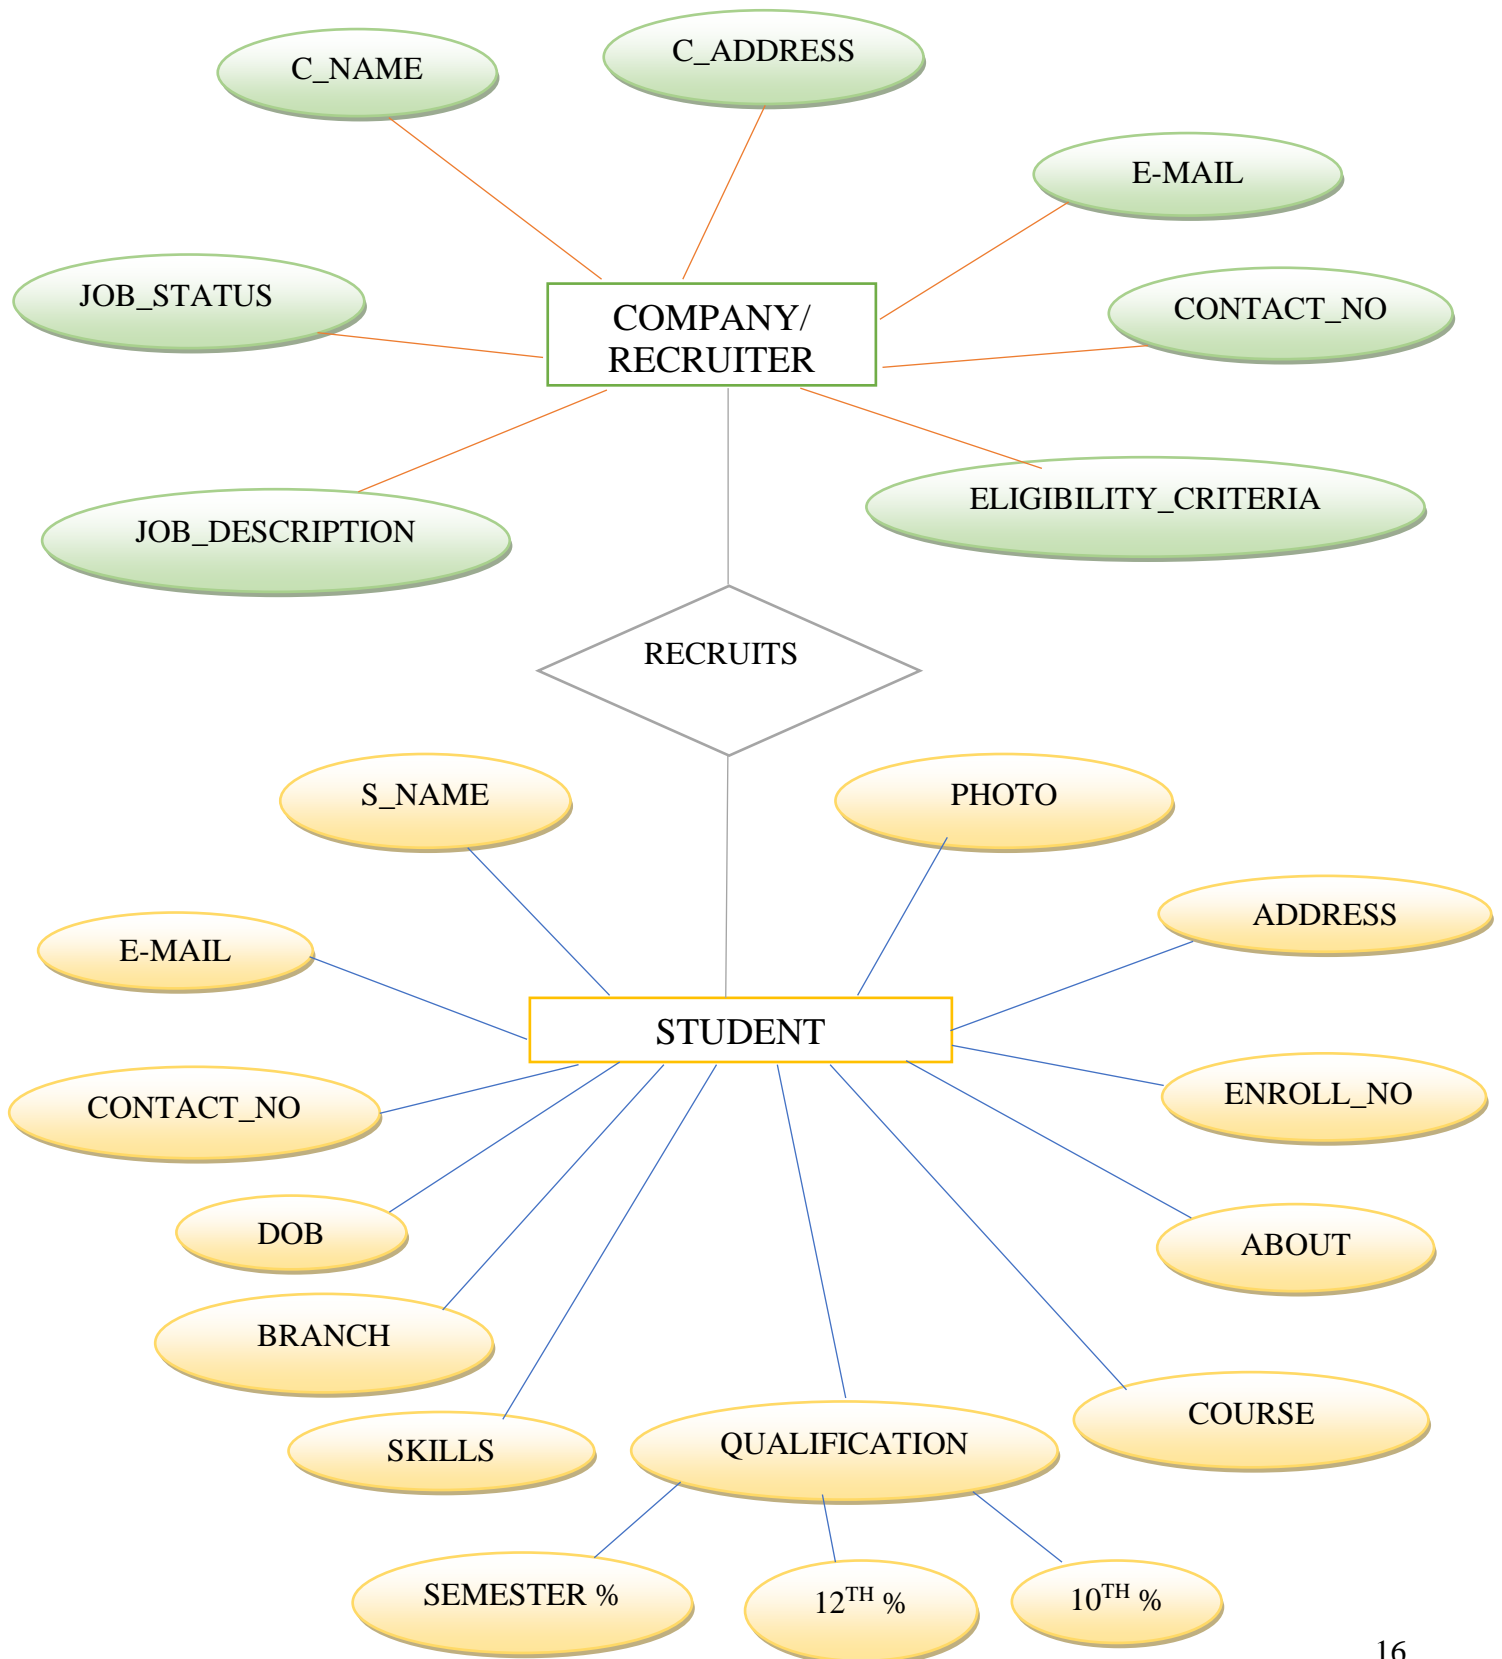 C_NAME
C_ADDRESS
E-MAIL
JOB_STATUS
CONTACT_NO
COMPANY/
RECRUITER
ELIGIBILITY_CRITERIA
JOB_DESCRIPTION
RECRUITS
S_NAME
PHOTO
ADDRESS
E-MAIL
STUDENT
ENROLL_NO
CONTACT_NO
DOB
ABOUT
BRANCH
COURSE
SKILLS
QUALIFICATION
SEMESTER %
12TH %
10TH %
16